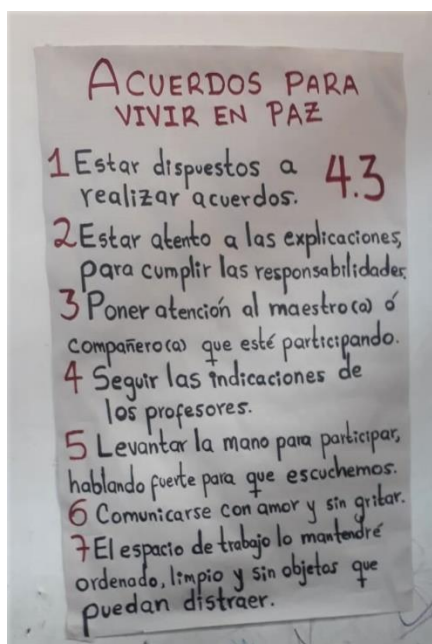 ACUERDOS PARA
VIVIR EN PAZ
1 Estar dispuestos a
realizar acuerdos.
4.3
2 Estar atento a las explicaciones,
para cumplir las responsabilidades.
3 Poner atención al maestro(a) ó
compañero(a) que esté participando.
4 Seguir las indicaciones de
los profesores.
5 Levantar la mano para participar,
hablando fuerte para que escuchemos.
6 Comunicarse con amor y sin gritar.
7 El espacio de trabajo lo mantendré
ordenado, limpio y sin objetos que
puedan distraer.